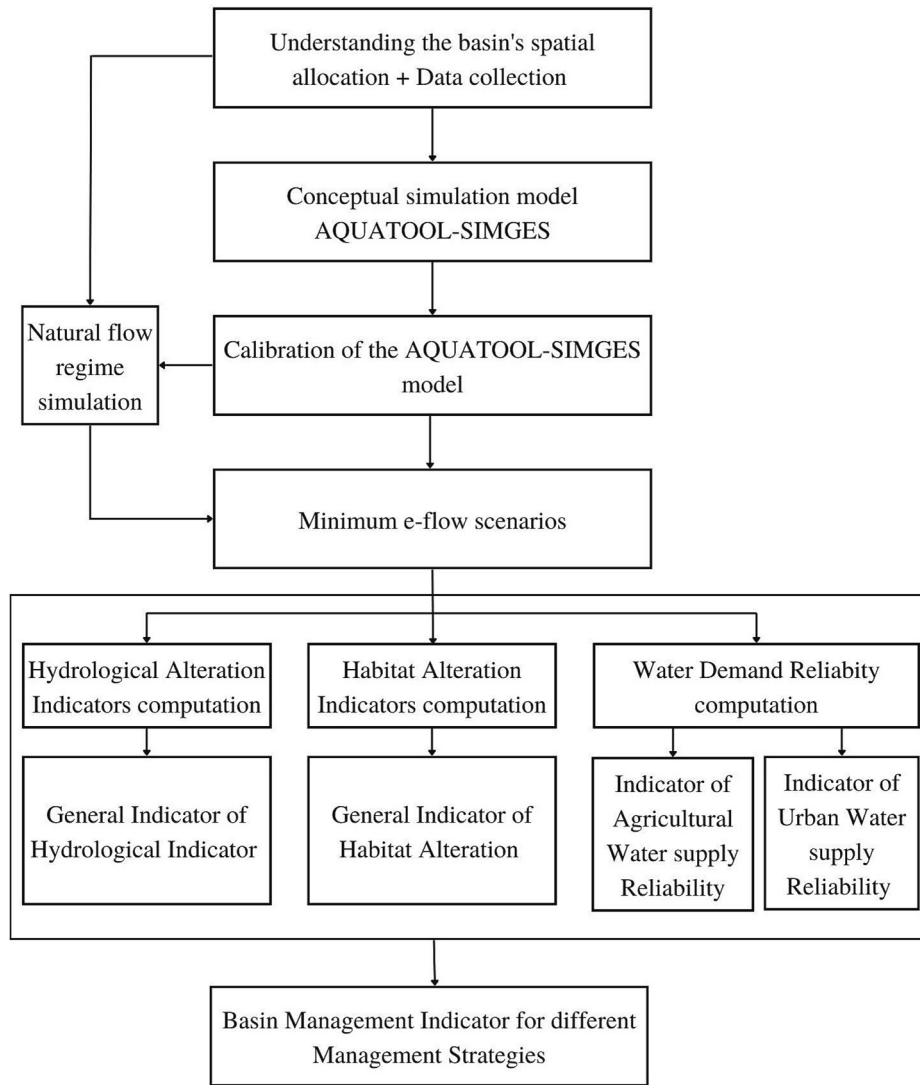 Understanding the basin's spatial
allocation + Data collection
Conceptual simulation model
AQUATOOL-SIMGES
Natural flow
regime
simulation
Calibration of the AQUATOOL-SIMGES
model
Minimum e-flow scenarios
Hydrological Alteration
Indicators computation
Habitat Alteration
Indicators computation
Water Demand Reliabity
computation
General Indicator of
Hydrological Indicator
General Indicator of
Habitat Alteration
Indicator of
Agricultural
Water supply
Reliability
Indicator of
Urban Water
supply
Reliability
Basin Management Indicator for different
Management Strategies